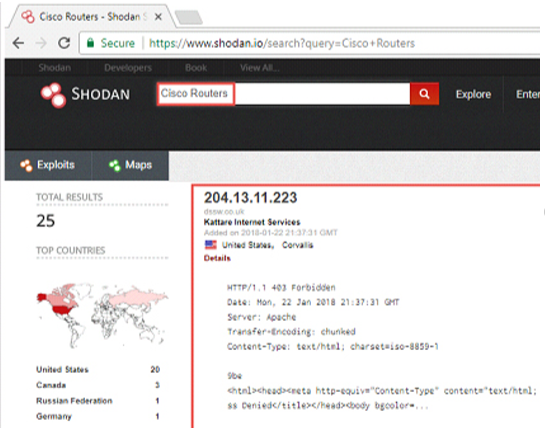 Cisco Routers - Shodan S
Secure
https://www.shodan.io/search?query=Cisco+Routers
Shodan Developers Book View All...
SHODAN
Cisco Routers
Explore
Enter
Exploits
Maps
TOTAL RESULTS
25
TOP COUNTRIES
United States 20
Canada 3
Russian Federation 1
Germany 1
204.13.11.223
dssw.co.uk
Kattare Internet Services
Added on 2018-01-22 21:37:31 GMT
United States, Corvallis
Details
HTTP/1.1 403 Forbidden
Date: Mon, 22 Jan 2018 21:37:31 GMT
Server: Apache
Transfer-Encoding: chunked
Content-Type: text/html; charset=iso-8859-1
9be
<html><head><meta http-equiv="Content-Type" content="text/html;
ss Denied</title></head><body bgcolor=...